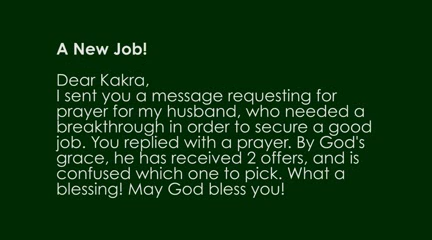 A New Job!
Dear Kakra,
I sent you a message requesting for
prayer for my husband, who needed a
breakthrough in order to secure a good
job. You replied with a prayer. By God's
grace, he has received 2 offers, and is
confused which one to pick. What a
blessing! May God bless you!